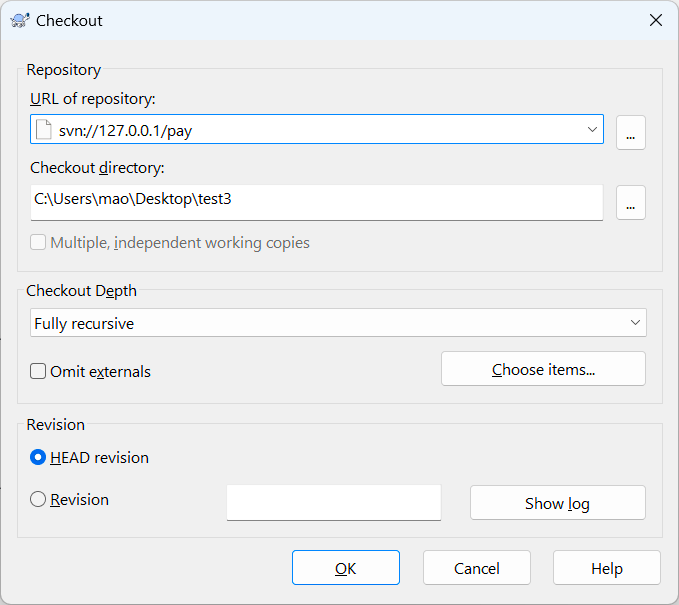 Checkout
Repository
URL of repository:
svn://127.0.0.1/pay
...
Checkout directory:
C:\Users\mao\Desktop\test3
...
Multiple, independent working copies
Checkout Depth
Fully recursive
Omit externals
Choose items...
Revision
HEAD revision
Revision
Show log
OK
Cancel
Help